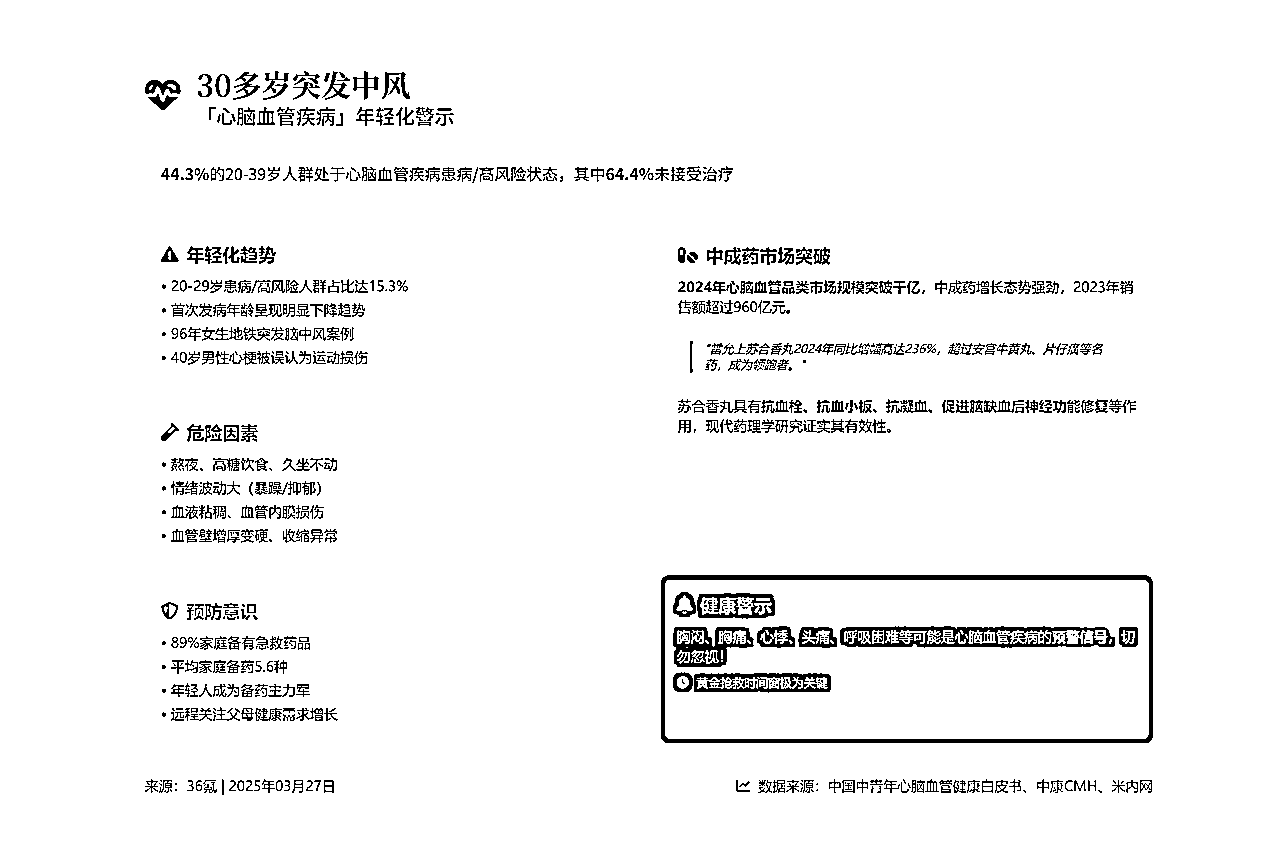 30多岁突发中风
「心脑血管疾病」年轻化警示
44.3%的20-39岁人群处于心脑血管疾病患病/高风险状态，其中64.4%未接受治疗
年轻化趋势
• 20-29岁患病/高风险人群占比达15.3%
• 首次发病年龄呈现明显下降趋势
• 96年女生地铁突发脑中风案例
• 40岁男性心梗被误认为运动损伤
危险因素
• 熬夜、高糖饮食、久坐不动
• 情绪波动大（暴躁/抑郁）
• 血液粘稠、血管内膜损伤
• 血管壁增厚变硬、收缩异常
预防意识
• 89%家庭备有急救药品
• 平均家庭备药5.6种
• 年轻人成为备药主力军
• 远程关注父母健康需求增长
中成药市场突破
2024年心脑血管品类市场规模突破千亿，中成药增长态势强劲，2023年销
售额超过960亿元。
"雷允上苏合香丸2024年同比增幅高达236%，超过安宫牛黄丸、片仔癀等名
药，成为领跑者。"
苏合香丸具有抗血栓、抗血小板、抗凝血、促进脑缺血后神经功能修复等作
用，现代药理学研究证实其有效性。
健康警示
胸闷、胸痛、心悸、头痛、呼吸困难等可能是心脑血管疾病的预警信号，切
勿忽视！
黄金抢救时间窗极为关键
来源：36氪 | 2025年03月27日
数据来源：中国中青年心脑血管健康白皮书、中康CMH、米内网